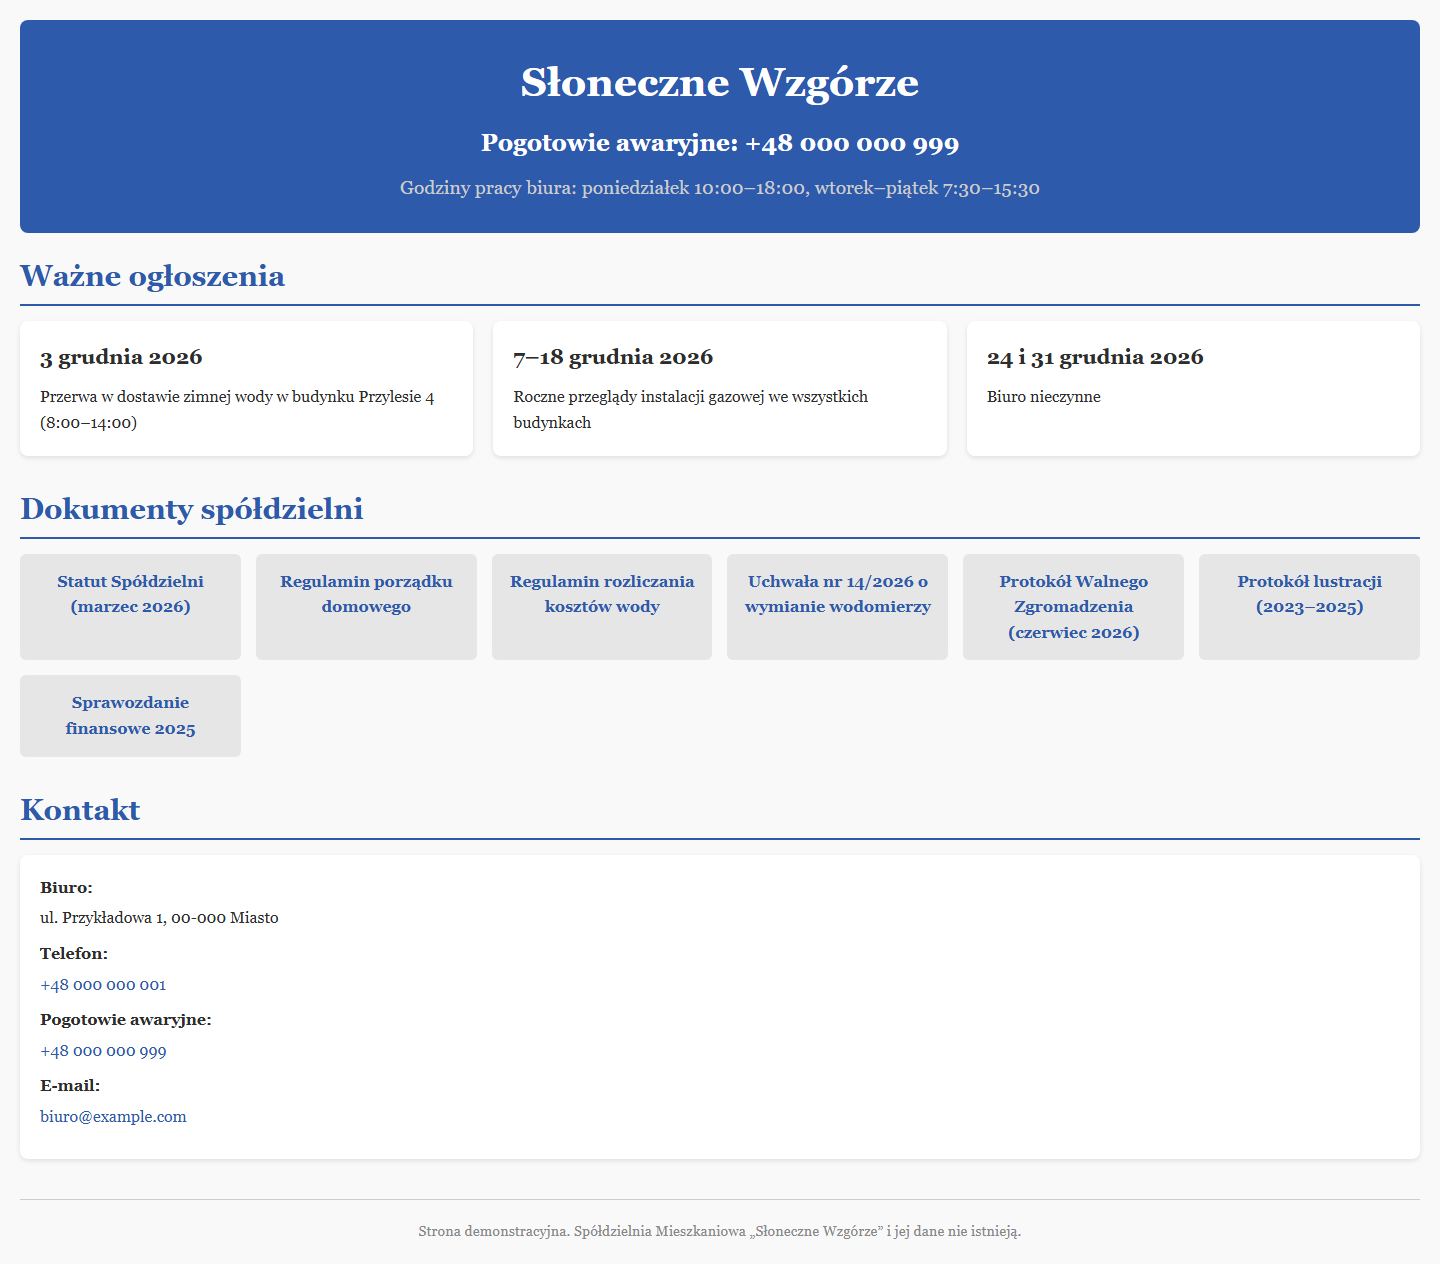 Słoneczne Wzgórze
Pogotowie awaryjne: +48 000 000 999
Godziny pracy biura: poniedziałek 10:00–18:00, wtorek–piątek 7:30–15:30
Ważne ogłoszenia
3 grudnia 2026
Przerwa w dostawie zimnej wody w budynku Przylesie 4
(8:00–14:00)
7–18 grudnia 2026
Roczne przeglądy instalacji gazowej we wszystkich
budynkach
24 i 31 grudnia 2026
Biuro nieczynne
Dokumenty spółdzielni
Statut Spółdzielni
(marzec 2026)
Regulamin porządku
domowego
Regulamin rozliczania
kosztów wody
Uchwała nr 14/2026 o
wymianie wodomierzy
Protokół Walnego
Zgromadzenia
(czerwiec 2026)
Protokół lustracji
(2023–2025)
Sprawozdanie
finansowe 2025
Kontakt
Biuro:
ul. Przykładowa 1, 00-000 Miasto
Telefon:
+48 000 000 001
Pogotowie awaryjne:
+48 000 000 999
E-mail:
biuro@example.com
Strona demonstracyjna. Spółdzielnia Mieszkaniowa „Słoneczne Wzgórze” i jej dane nie istnieją.